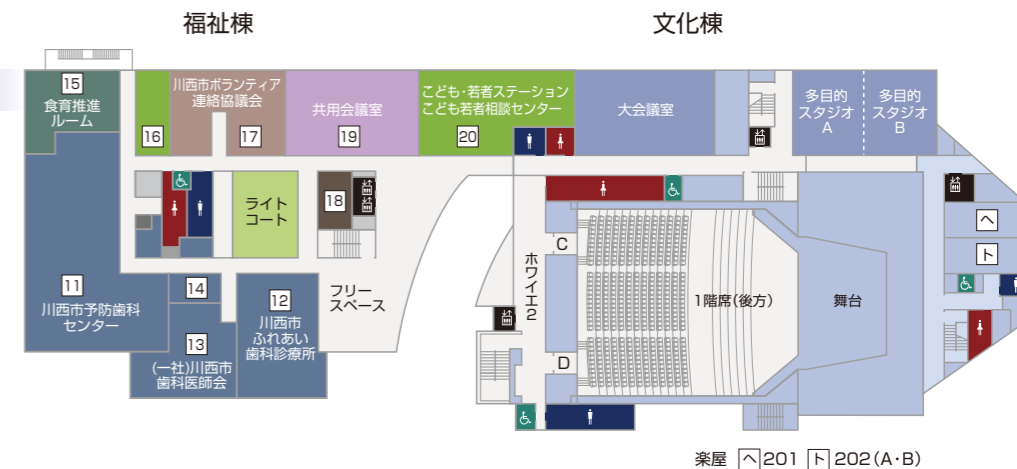 福祉棟
文化棟
15
食育推進
ルーム
16
川西市ボランティア
連絡協議会
17
共用会議室
19
こども・若者ステーション
こども若者相談センター
20
大会議室
多目的
スタジオ
A
多目的
スタジオ
B
ライト
コート
18
ヘ
ト
C
ホワイエ2
D
1階席(後方)
舞台
フリー
スペース
11
川西市予防歯科
センター
14
12
川西市
ふれあい
歯科診療所
13
(一社)川西市
歯科医師会
楽屋 ヘ201 ト202(A・B)